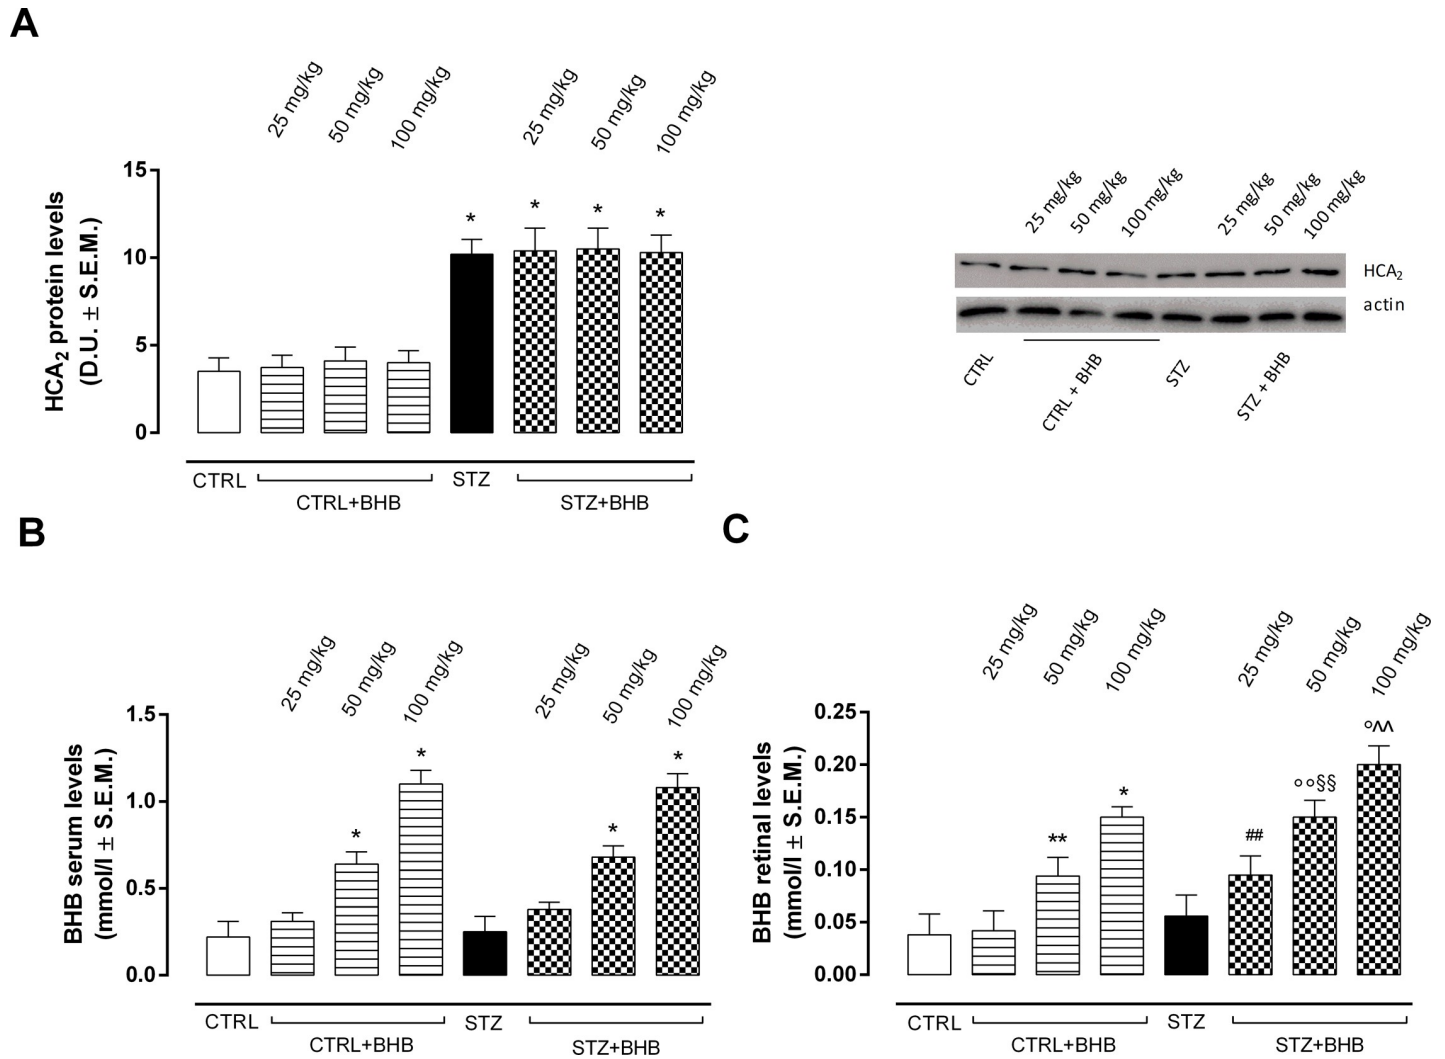 A
25 mg/kg
50 mg/kg
100 mg/kg
25 mg/kg
50 mg/kg
100 mg/kg
HCA2 protein levels
(D.U. ± S.E.M.)
15
10
5
0
*
*
*
*
CTRL
STZ
CTRL+BHB
STZ+BHB
25 mg/kg
50 mg/kg
100 mg/kg
25 mg/kg
50 mg/kg
100 mg/kg
HCA2
actin
CTRL
CTRL + BHB
STZ
STZ + BHB
B
25 mg/kg
50 mg/kg
100 mg/kg
25 mg/kg
50 mg/kg
100 mg/kg
BHB serum levels
(mmol/l ± S.E.M.)
1.5
1.0
0.5
0.0
*
*
*
*
CTRL
STZ
CTRL+BHB
STZ+BHB
C
25 mg/kg
50 mg/kg
100 mg/kg
25 mg/kg
50 mg/kg
100 mg/kg
BHB retinal levels
(mmol/l ± S.E.M.)
0.25
0.20
0.15
0.10
0.05
0.00
**
*
##
°°§§
°^^
CTRL
STZ
CTRL+BHB
STZ+BHB